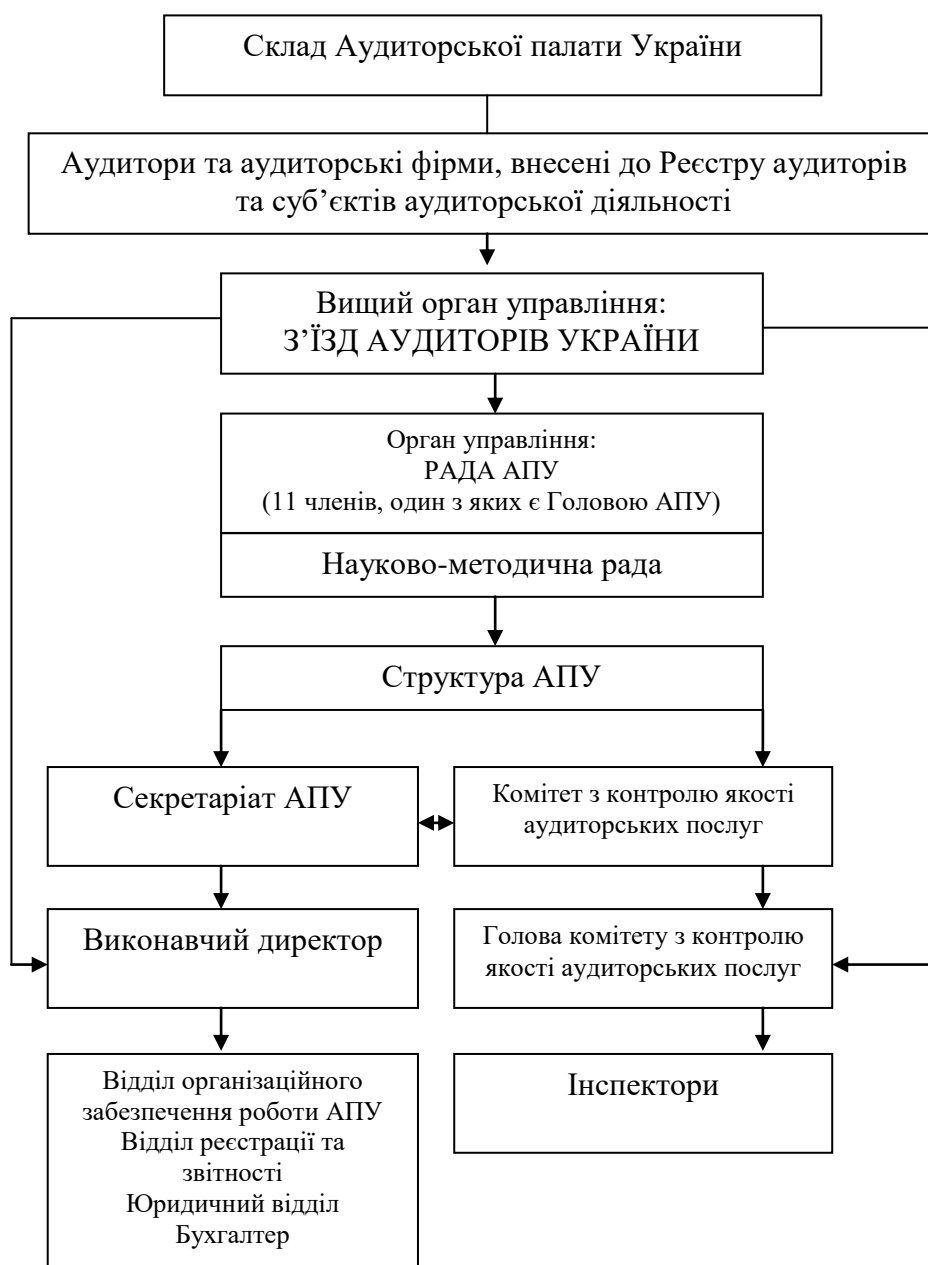 Склад Аудиторської палати України
Аудитори та аудиторські фірми, внесені до Реєстру аудиторів
та суб’єктів аудиторської діяльності
Вищий орган управління:
З’ЇЗД АУДИТОРІВ УКРАЇНИ
Орган управління:
РАДА АПУ
(11 членів, один з яких є Головою АПУ)
Науково-методична рада
Структура АПУ
Секретаріат АПУ
Комітет з контролю якості
аудиторських послуг
Виконавчий директор
Голова комітету з контролю
якості аудиторських послуг
Відділ організаційного
забезпечення роботи АПУ
Відділ реєстрації та
звітності
Юридичний відділ
Бухгалтер
Інспектори